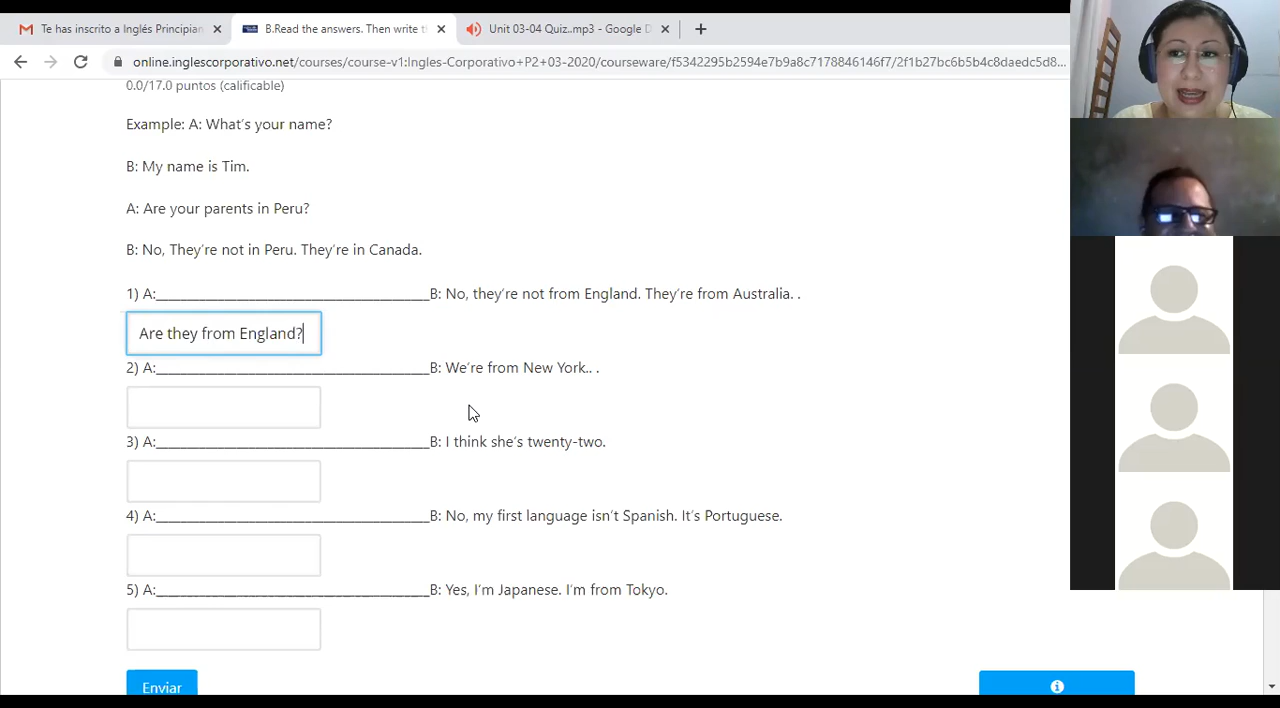 Te has inscrito a Inglés Principian
B.Read the answers. Then write t
Unit 03-04 Quiz..mp3 - Google D
online.inglescorporativo.net/courses/course-v1:Ingles-Corporativo+P2+03-2020/courseware/f5342295b2594e7b9a8c7178846146f7/2f1b27bc6b5b4c8daedc5d8...
0.0/17.0 puntos (calificable)
Example: A: What's your name?
B: My name is Tim.
A: Are your parents in Peru?
B: No, They're not in Peru. They're in Canada.
1) A:___________________________________B: No, they're not from England. They're from Australia. .
Are they from England?
2) A:___________________________________B: We're from New York.. .
3) A:___________________________________B: I think she's twenty-two.
4) A:___________________________________B: No, my first language isn't Spanish. It's Portuguese.
5) A:___________________________________B: Yes, I'm Japanese. I'm from Tokyo.
Enviar